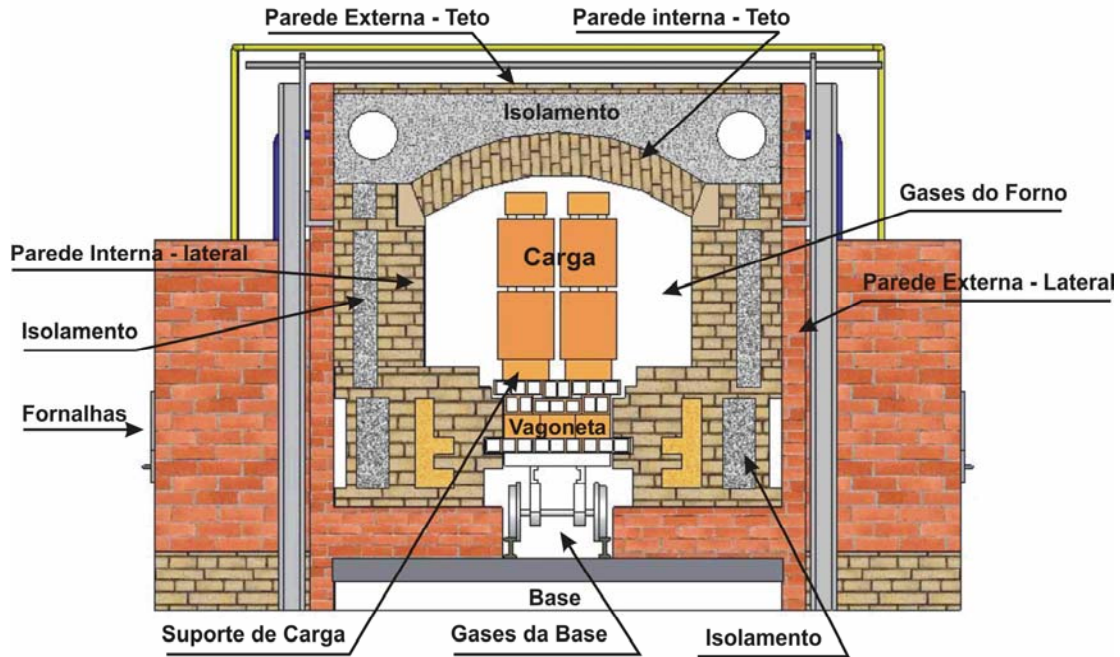 Parede Externa - Teto
Parede interna - Teto
Isolamento
Gases do Forno
Parede Interna - lateral
Carga
Parede Externa - Lateral
Isolamento
Fornalhas
Vagoneta
Base
Suporte de Carga
Gases da Base
Isolamento